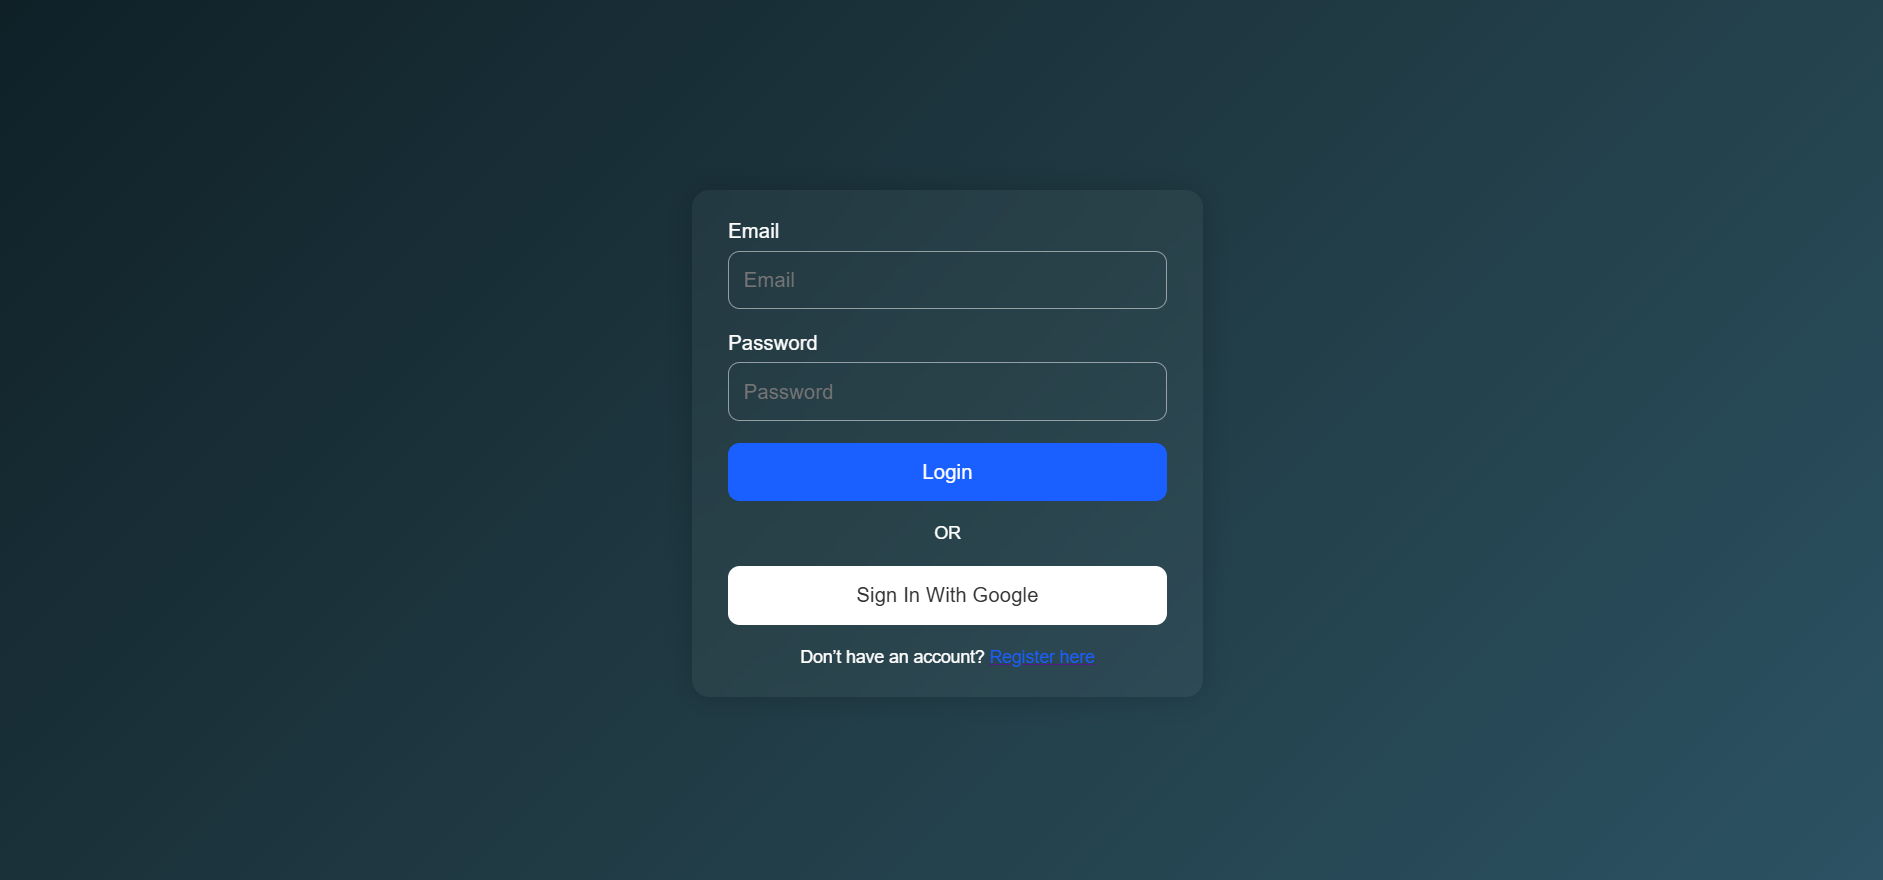 Email
Email
Password
Password
Login
OR
Sign In With Google
Don’t have an account? Register here